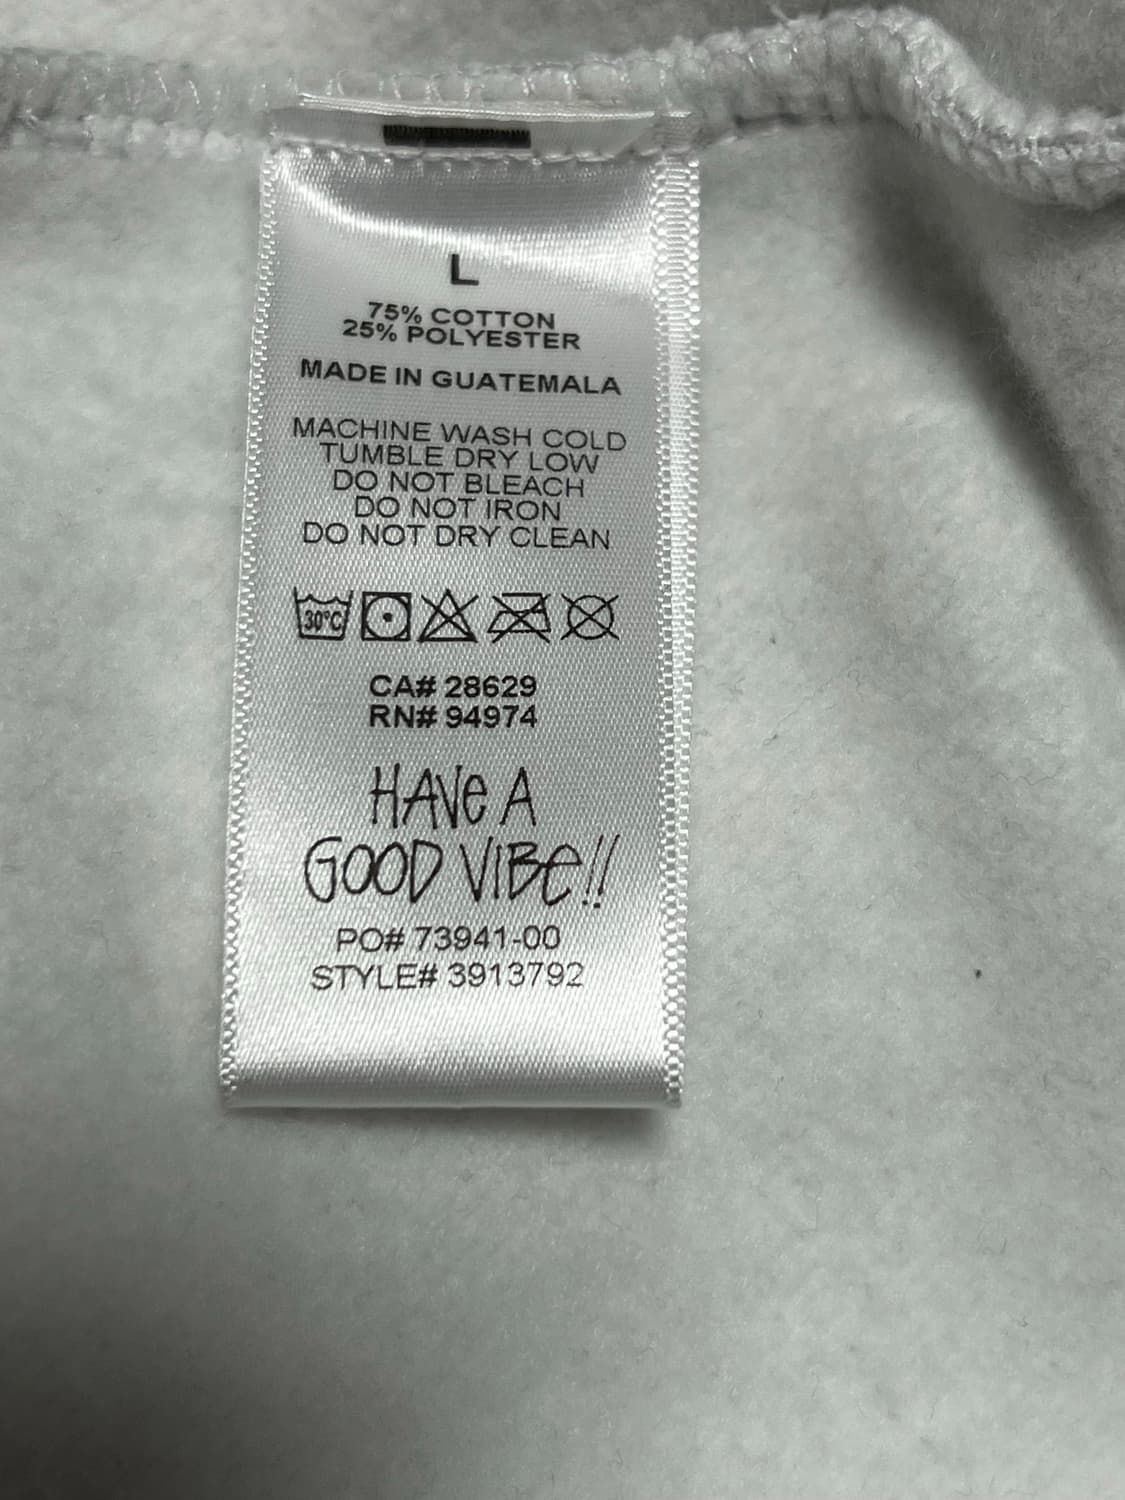 L
75% COTTON
25% POLYESTER
MADE IN GUATEMALA
MACHINE WASH COLD
TUMBLE DRY LOW
DO NOT BLEACH
DO NOT IRON
DO NOT DRY CLEAN
30°C
CA# 28629
RN# 94974
HAVe A
GOOD VIBe!!
PO# 73941-00
STYLE# 3913792